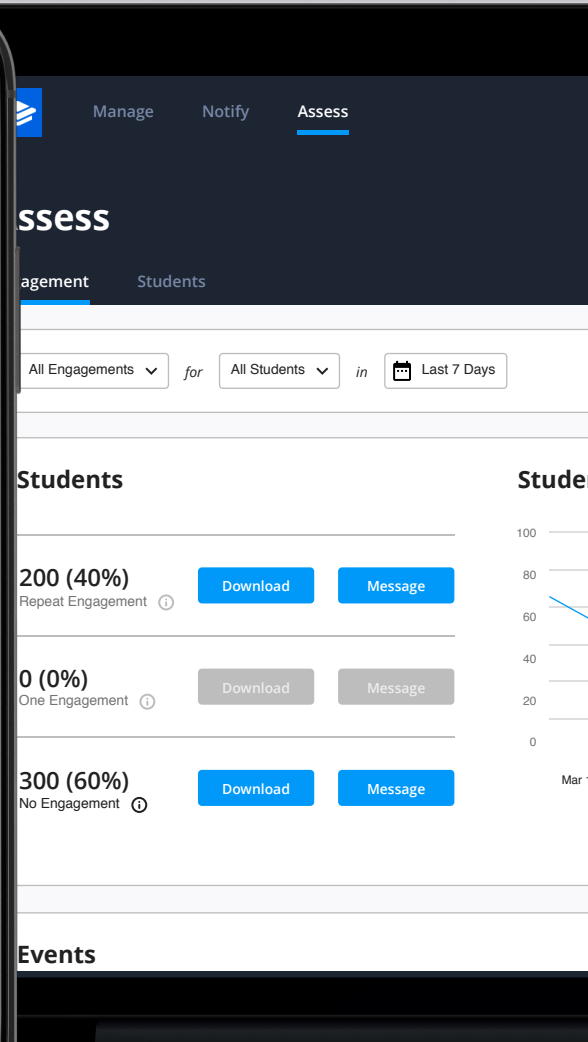 Manage Notify Assess
ssess
agement Students
All Engagements for All Students in Last 7 Days
Students
200 (40%)
Repeat Engagement
Download Message
0 (0%)
One Engagement
Download Message
300 (60%)
No Engagement
Download Message
Events
Stude
100
80
60
40
20
0
Mar